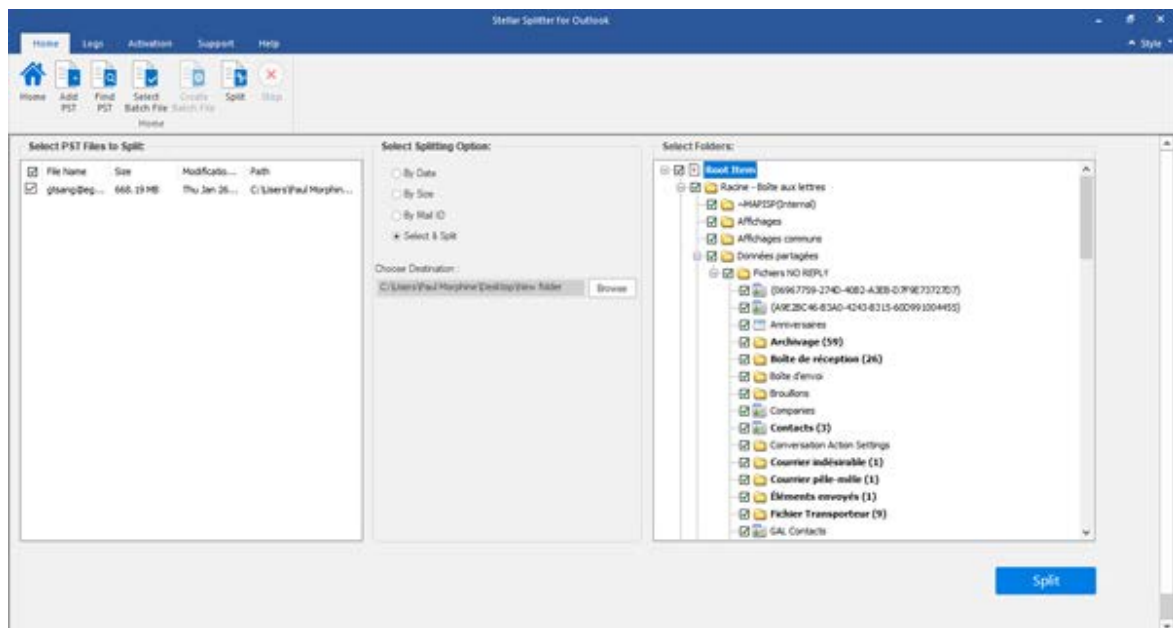 Stellar Splitter for Outlook
Home Logs Activation Support Help
Style
Home Add PST Find PST Select Batch File Create Batch File Split Stop
Home
Select PST Files to Split:
File Name Size Modificatio... Path
gtsang@eg... 668.19 MB Thu Jan 26... C:\Users\Paul Morphin...
Select Splitting Option:
By Date
By Size
By Mail ID
Select & Split
Choose Destination :
C:\Users\Paul Morphine\Desktop\New folder Browse
Select Folders:
Root Item
Racine - Boîte aux lettres
~MAPISP(Internal)
Affichages
Affichages communs
Données partagées
Fichiers NO REPLY
Anniversaires
Archivage (59)
Boîte de réception (26)
Boîte d'envoi
Brouillons
Companies
Contacts (3)
Conversation Action Settings
Courrier indésirable (1)
Courrier pêle-mêle (1)
Éléments envoyés (1)
Fichier Transporteur (9)
GAL Contacts
Split